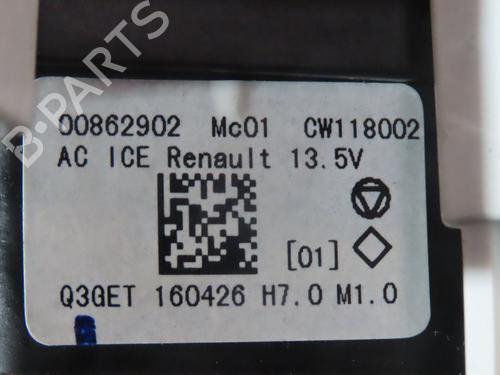 00862902 Mc01 CW118002
AC ICE Renault 13.5V
[01]
Q3GET 160426 H7.0 M1.0
B-PARTS